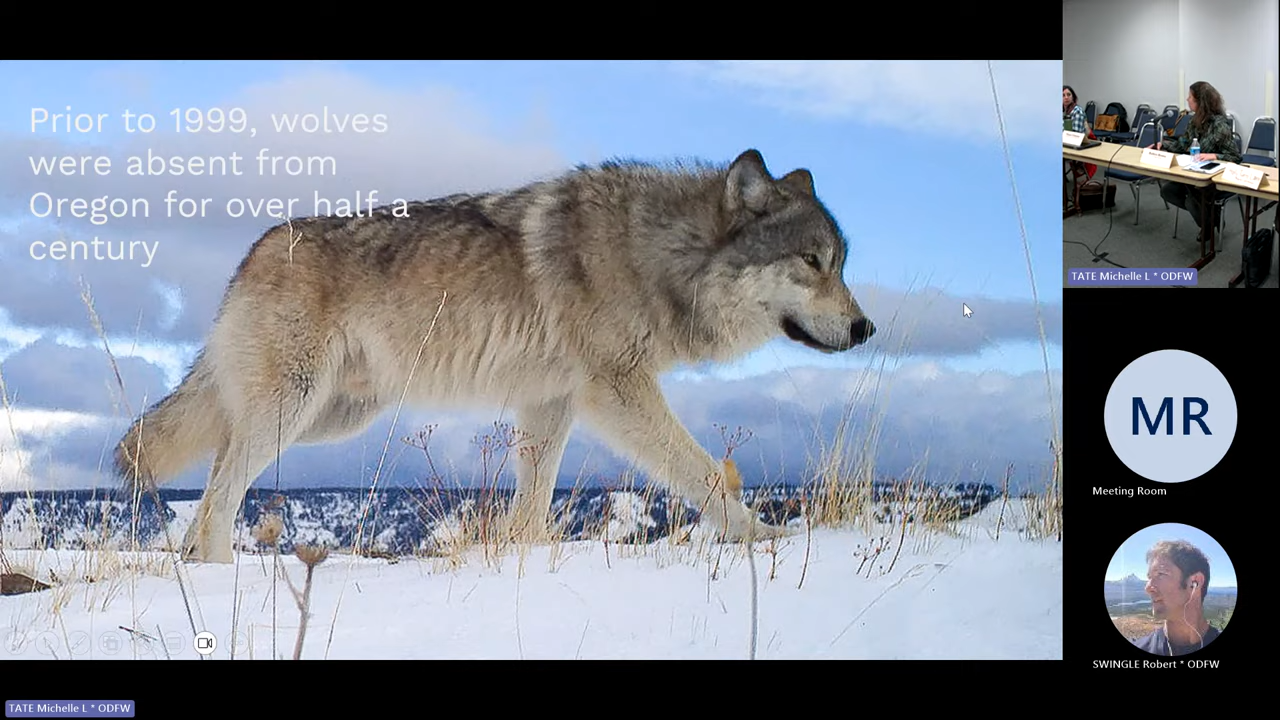 Prior to 1999, wolves
were absent from
Oregon for over half a
century
TATE Michelle L * ODFW
MR
Meeting Room
SWINGLE Robert * ODFW
TATE Michelle L * ODFW